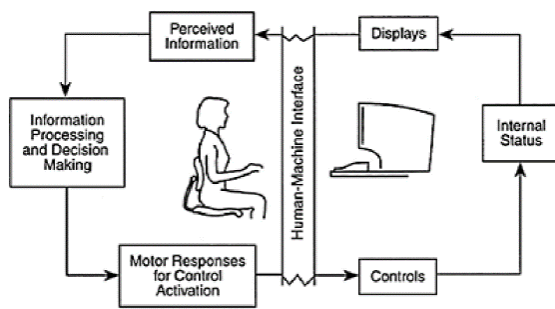 Perceived
Information
Displays
Information
Processing
and Decision
Making
Human-Machine Interface
Internal
Status
Motor Responses
for Control
Activation
Controls